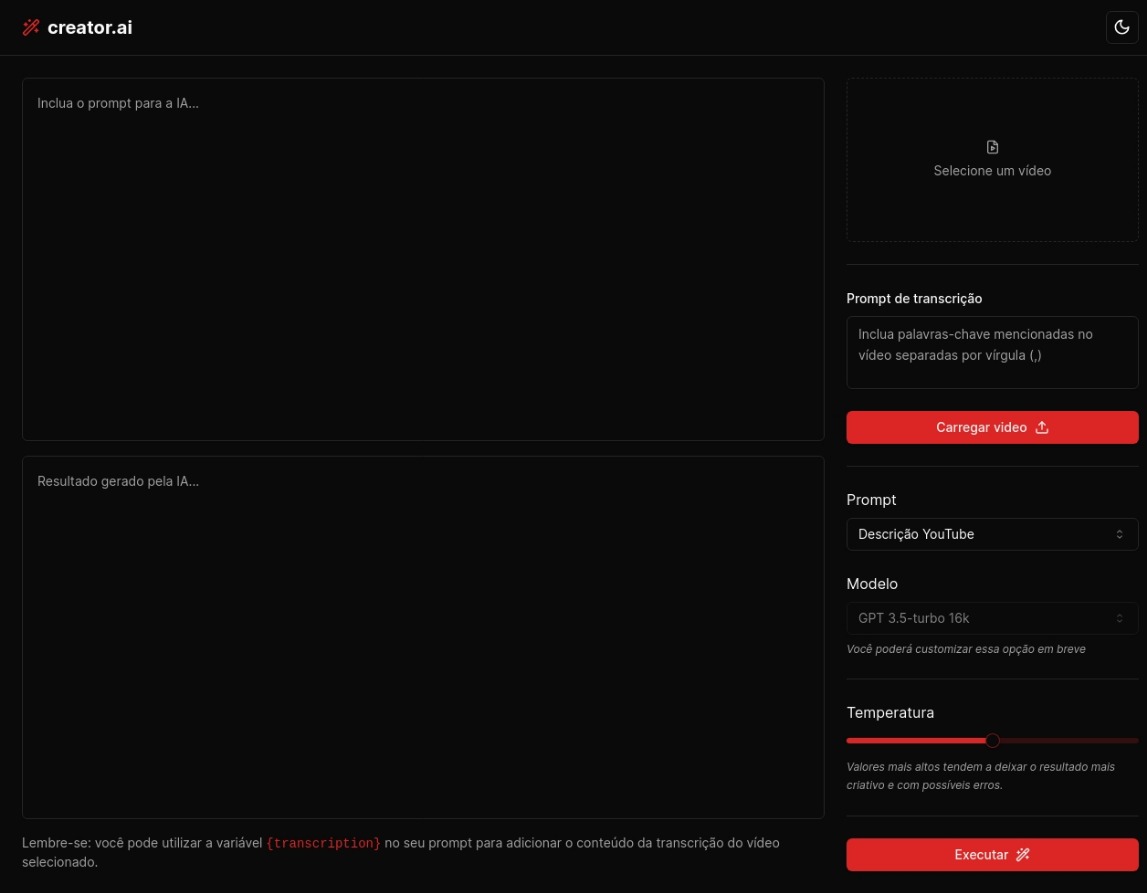 creator.ai
Inclua o prompt para a IA...
Resultado gerado pela IA...
Lembre-se: você pode utilizar a variável {transcription} no seu prompt para adicionar o conteúdo da transcrição do vídeo
selecionado.
Selecione um vídeo
Prompt de transcrição
Inclua palavras-chave mencionadas no
vídeo separadas por vírgula (,)
Carregar video
Prompt
Descrição YouTube
Modelo
GPT 3.5-turbo 16k
Você poderá customizar essa opção em breve
Temperatura
Valores mais altos tendem a deixar o resultado mais
criativo e com possíveis erros.
Executar